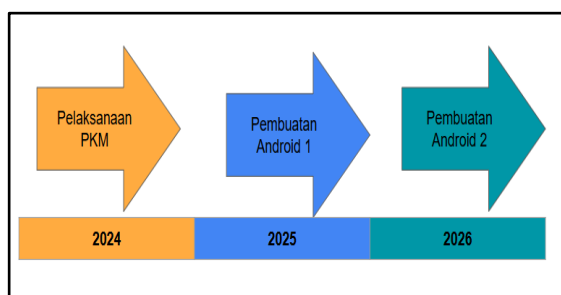 Pelaksanaan
PKM
Pembuatan
Android 1
Pembuatan
Android 2
2024
2025
2026